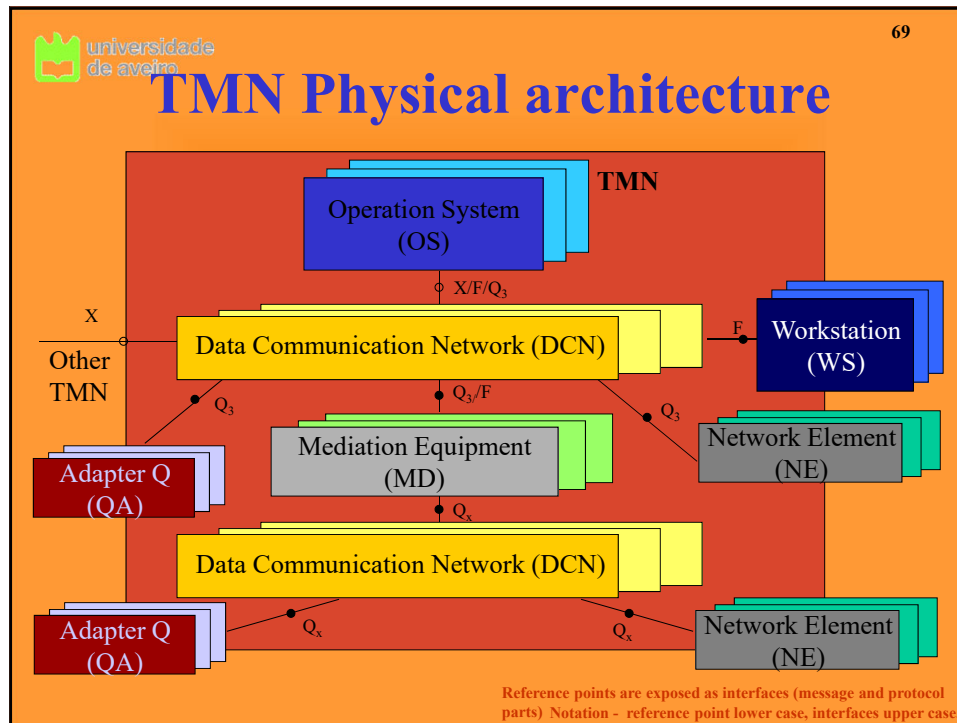 69
universidade
de aveiro
TMN Physical architecture
TMN
Operation System
(OS)
X/F/Q3
X
Other
TMN
Data Communication Network (DCN)
F
Workstation
(WS)
Q3
Q3/F
Q3
Adapter Q
(QA)
Mediation Equipment
(MD)
Network Element
(NE)
Qx
Data Communication Network (DCN)
Adapter Q
(QA)
Qx
Qx
Network Element
(NE)
Reference points are exposed as interfaces (message and protocol
parts) Notation - reference point lower case, interfaces upper case